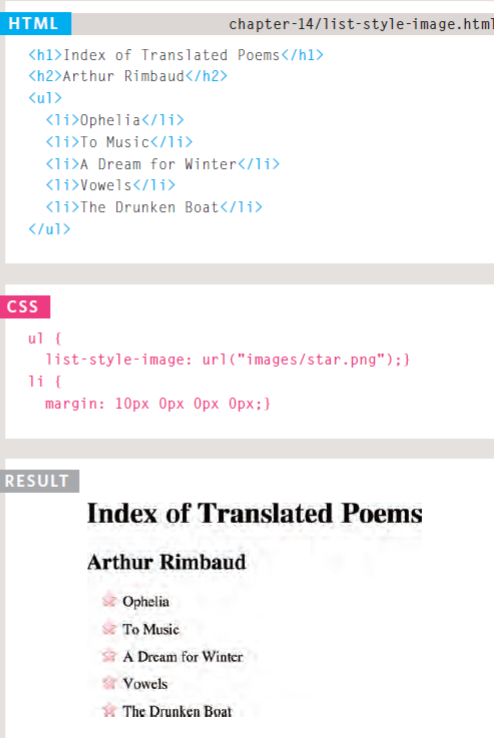 HTML
chapter-14/list-style-image.html
<h1>Index of Translated Poems</h1>
<h2>Arthur Rimbaud</h2>
<ul>
  <li>Ophelia</li>
  <li>To Music</li>
  <li>A Dream for Winter</li>
  <li>Vowels</li>
  <li>The Drunken Boat</li>
</ul>
CSS
ul {
  list-style-image: url("images/star.png");}
li {
  margin: 10px 0px 0px 0px;}
RESULT
Index of Translated Poems
Arthur Rimbaud
Ophelia
To Music
A Dream for Winter
Vowels
The Drunken Boat